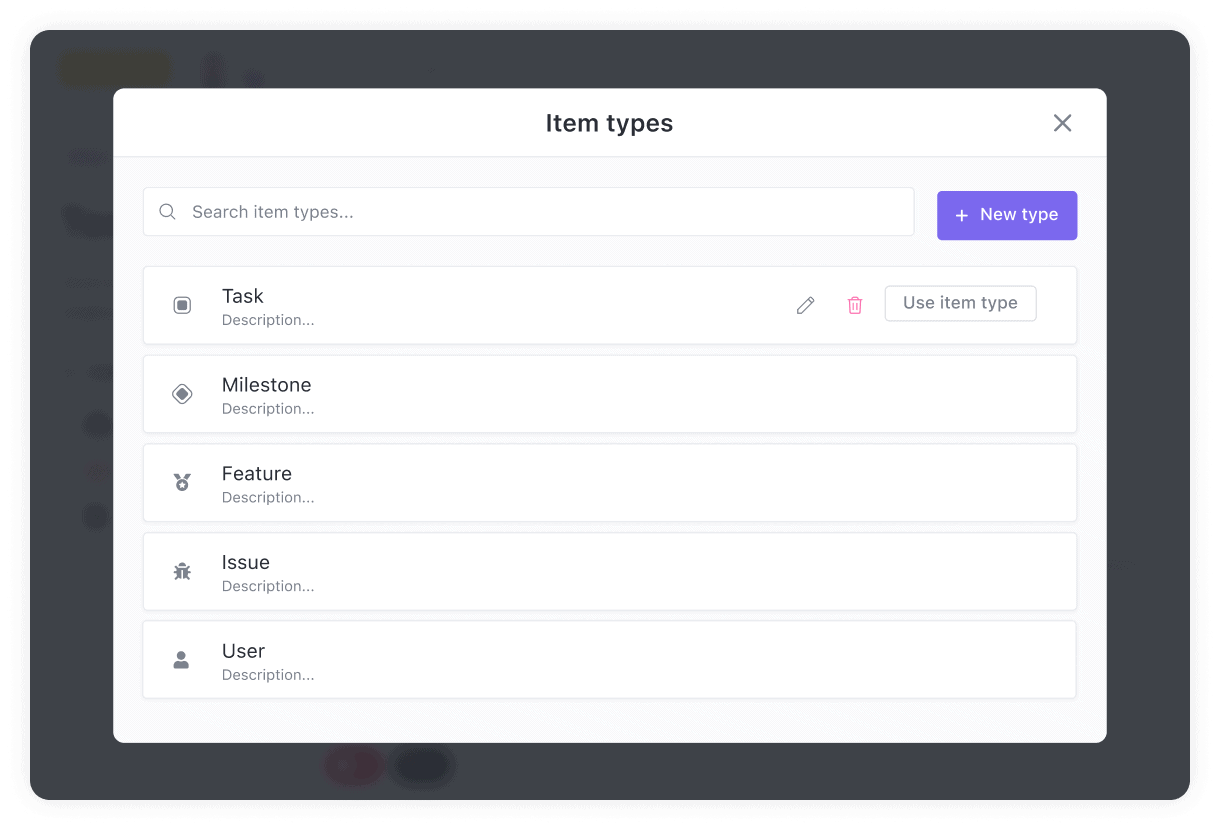 Item types
Search item types...
+ New type
Task
Description...
Use item type
Milestone
Description...
Feature
Description...
Issue
Description...
User
Description...